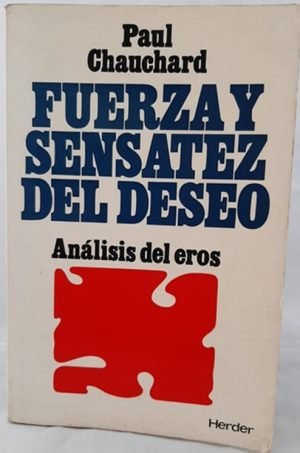 Paul
Chauchard
FUERZA Y
SENSATEZ
DEL DESEO
Análisis del eros
Herder